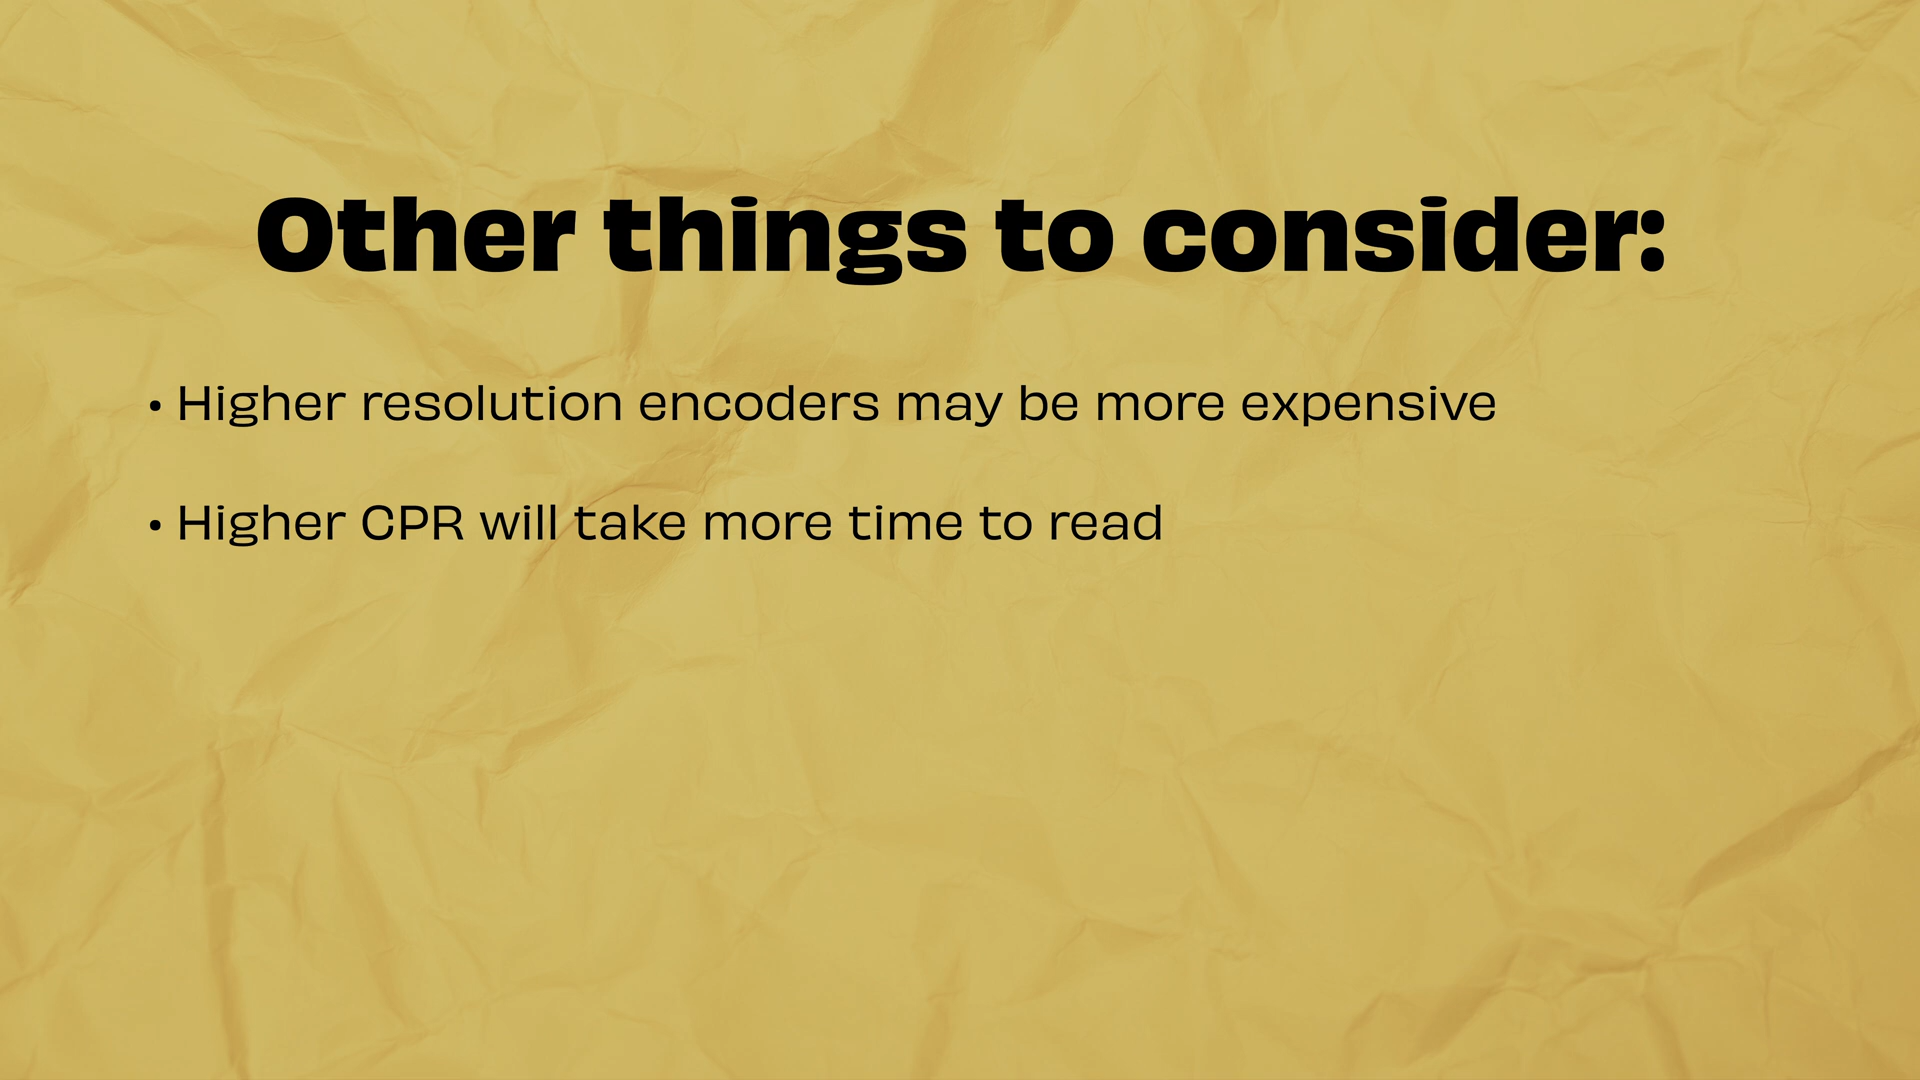 Other things to consider:
• Higher resolution encoders may be more expensive
• Higher CPR will take more time to read